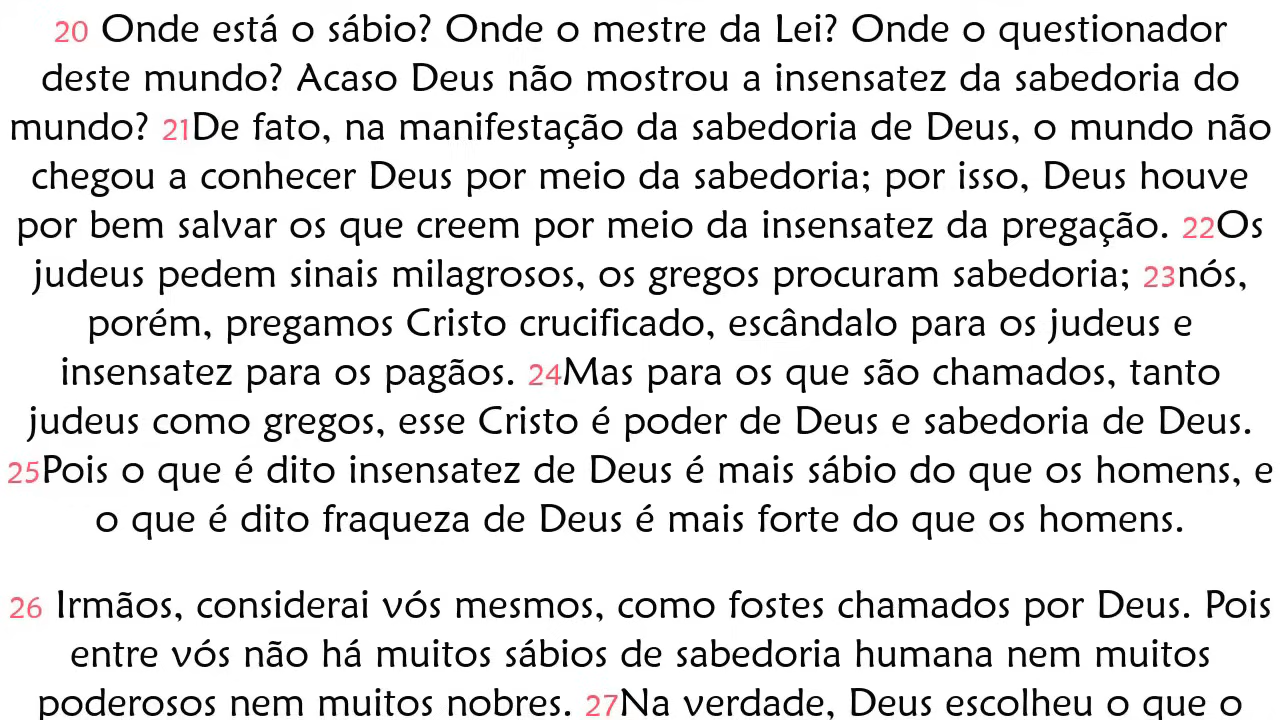 20 Onde está o sábio? Onde o mestre da Lei? Onde o questionador
deste mundo? Acaso Deus não mostrou a insensatez da sabedoria do
mundo? 21De fato, na manifestação da sabedoria de Deus, o mundo não
chegou a conhecer Deus por meio da sabedoria; por isso, Deus houve
por bem salvar os que creem por meio da insensatez da pregação. 22Os
judeus pedem sinais milagrosos, os gregos procuram sabedoria; 23nós,
porém, pregamos Cristo crucificado, escândalo para os judeus e
insensatez para os pagãos. 24Mas para os que são chamados, tanto
judeus como gregos, esse Cristo é poder de Deus e sabedoria de Deus.
25Pois o que é dito insensatez de Deus é mais sábio do que os homens, e
o que é dito fraqueza de Deus é mais forte do que os homens.
26 Irmãos, considerai vós mesmos, como fostes chamados por Deus. Pois
entre vós não há muitos sábios de sabedoria humana nem muitos
poderosos nem muitos nobres. 27Na verdade, Deus escolheu o que o